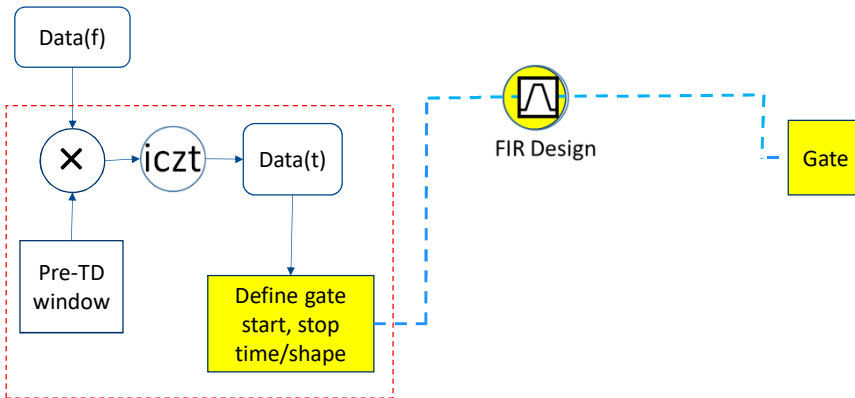 Data(f)
×
iczt
Data(t)
Pre-TD
window
Define gate
start, stop
time/shape
FIR Design
Gate